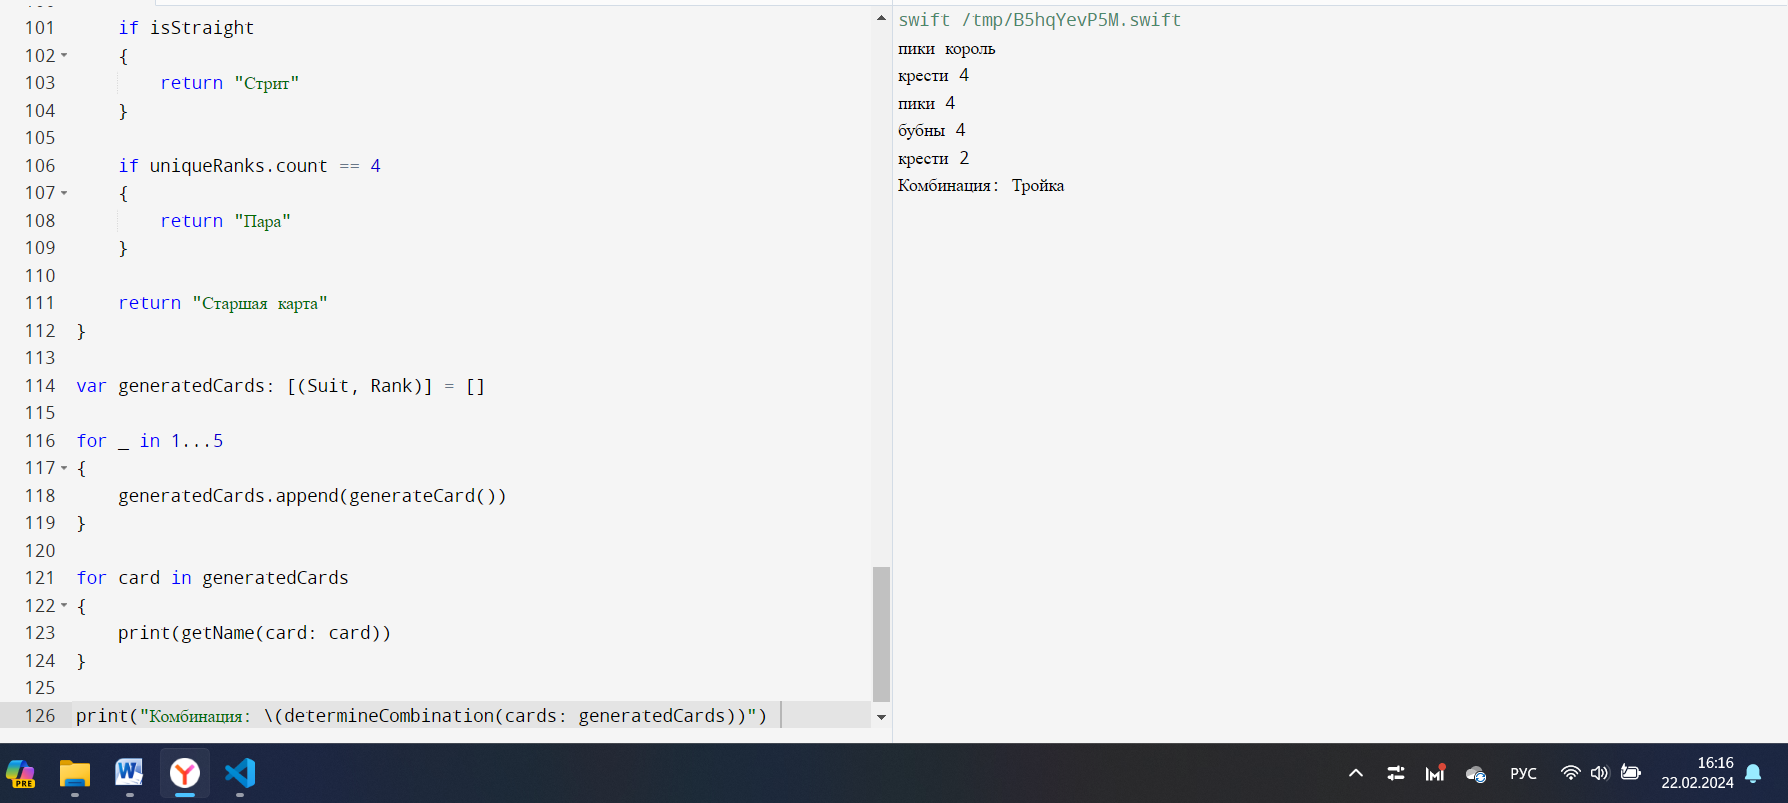 101 if isStraight
102 {
103 return "Стрит"
104 }
105
106 if uniqueRanks.count == 4
107 {
108 return "Пара"
109 }
110
111 return "Старшая карта"
112 }
113
114 var generatedCards: [(Suit, Rank)] = []
115
116 for _ in 1...5
117 {
118 generatedCards.append(generateCard())
119 }
120
121 for card in generatedCards
122 {
123 print(getName(card: card))
124 }
125
126 print("Комбинация: \(determineCombination(cards: generatedCards))")
swift /tmp/B5hqYevP5M.swift
пики король
крести 4
пики 4
бубны 4
крести 2
Комбинация: Тройка
PRE
РУС
16:16
22.02.2024